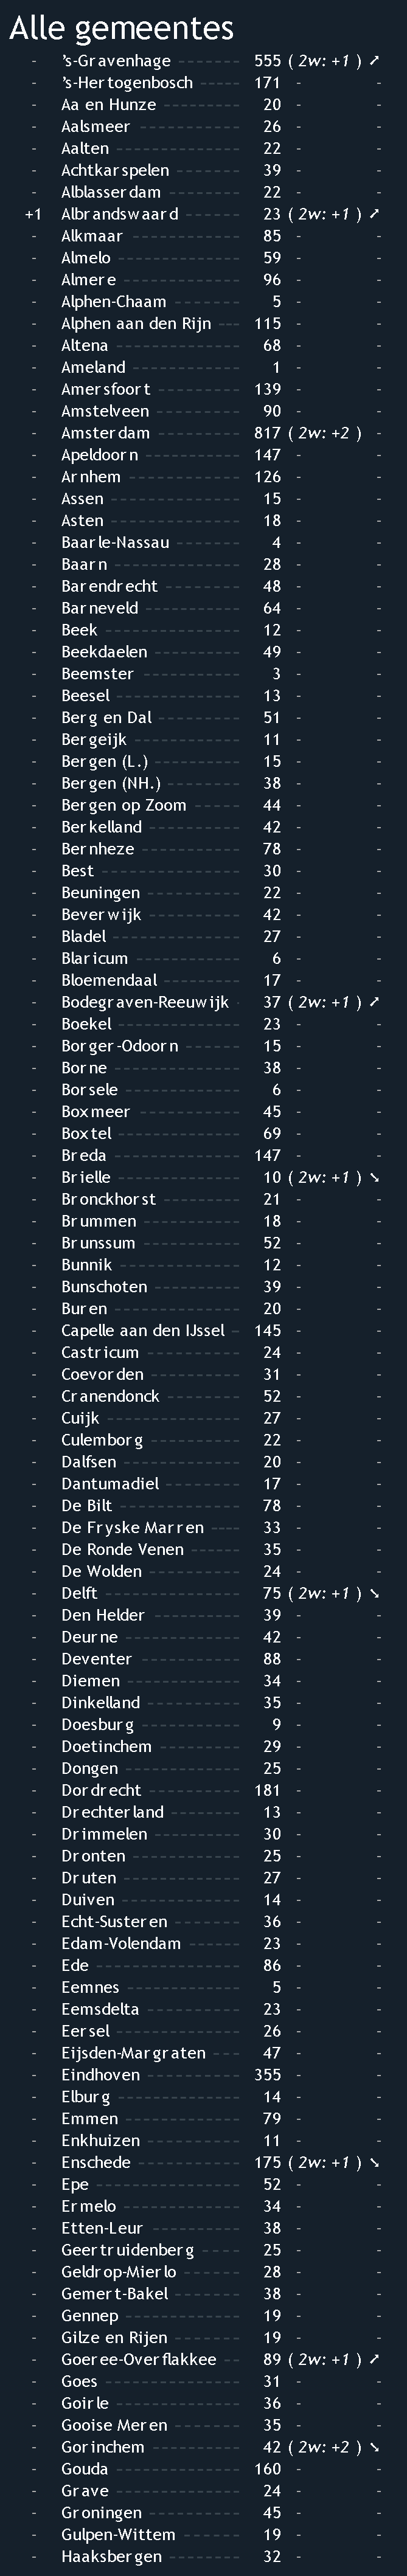 Alle gemeentes
- 's-Gravenhage 555 ( 2w: +1 ) ↗
- 's-Hertogenbosch 171 - -
- Aa en Hunze 20 - -
- Aalsmeer 26 - -
- Aalten 22 - -
- Achtkarspelen 39 - -
- Alblasserdam 22 - -
+1 Albrandswaard 23 ( 2w: +1 ) ↗
- Alkmaar 85 - -
- Almelo 59 - -
- Almere 96 - -
- Alphen-Chaam 5 - -
- Alphen aan den Rijn 115 - -
- Altena 68 - -
- Ameland 1 - -
- Amersfoort 139 - -
- Amstelveen 90 - -
- Amsterdam 817 ( 2w: +2 ) -
- Apeldoorn 147 - -
- Arnhem 126 - -
- Assen 15 - -
- Asten 18 - -
- Baarle-Nassau 4 - -
- Baarn 28 - -
- Barendrecht 48 - -
- Barneveld 64 - -
- Beek 12 - -
- Beekdaelen 49 - -
- Beemster 3 - -
- Beesel 13 - -
- Berg en Dal 51 - -
- Bergeijk 11 - -
- Bergen (L.) 15 - -
- Bergen (NH.) 38 - -
- Bergen op Zoom 44 - -
- Berkelland 42 - -
- Bernheze 78 - -
- Best 30 - -
- Beuningen 22 - -
- Beverwijk 42 - -
- Bladel 27 - -
- Blaricum 6 - -
- Bloemendaal 17 - -
- Bodegraven-Reeuwijk 37 ( 2w: +1 ) ↗
- Boekel 23 - -
- Borger-Odoorn 15 - -
- Borne 38 - -
- Borsele 6 - -
- Boxmeer 45 - -
- Boxtel 69 - -
- Breda 147 - -
- Brielle 10 ( 2w: +1 ) ↘
- Bronckhorst 21 - -
- Brummen 18 - -
- Brunssum 52 - -
- Bunnik 12 - -
- Bunschoten 39 - -
- Buren 20 - -
- Capelle aan den IJssel 145 - -
- Castricum 24 - -
- Coevorden 31 - -
- Cranendonck 52 - -
- Cuijk 27 - -
- Culemborg 22 - -
- Dalfsen 20 - -
- Dantumadiel 17 - -
- De Bilt 78 - -
- De Fryske Marren 33 - -
- De Ronde Venen 35 - -
- De Wolden 24 - -
- Delft 75 ( 2w: +1 ) ↘
- Den Helder 39 - -
- Deurne 42 - -
- Deventer 88 - -
- Diemen 34 - -
- Dinkelland 35 - -
- Doesburg 9 - -
- Doetinchem 29 - -
- Dongen 25 - -
- Dordrecht 181 - -
- Drechterland 13 - -
- Drimmelen 30 - -
- Dronten 25 - -
- Druten 27 - -
- Duiven 14 - -
- Echt-Susteren 36 - -
- Edam-Volendam 23 - -
- Ede 86 - -
- Eemnes 5 - -
- Eemsdelta 23 - -
- Eersel 26 - -
- Eijsden-Margraten 47 - -
- Eindhoven 355 - -
- Elburg 14 - -
- Emmen 79 - -
- Enkhuizen 11 - -
- Enschede 175 ( 2w: +1 ) ↘
- Epe 52 - -
- Ermelo 34 - -
- Etten-Leur 38 - -
- Geertruidenberg 25 - -
- Geldrop-Mierlo 28 - -
- Gemert-Bakel 38 - -
- Gennep 19 - -
- Gilze en Rijen 19 - -
- Goeree-Overflakkee 89 ( 2w: +1 ) ↗
- Goes 31 - -
- Goirle 36 - -
- Gooise Meren 35 - -
- Gorinchem 42 ( 2w: +2 ) ↘
- Gouda 160 - -
- Grave 24 - -
- Groningen 45 - -
- Gulpen-Wittem 19 - -
- Haaksbergen 32 - -